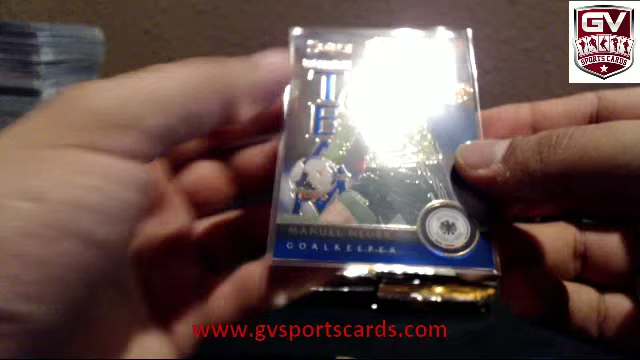 GV
SPORTS CARDS
T
E
MANUEL NEUER
GOALKEEPER
www.gvsportscards.com